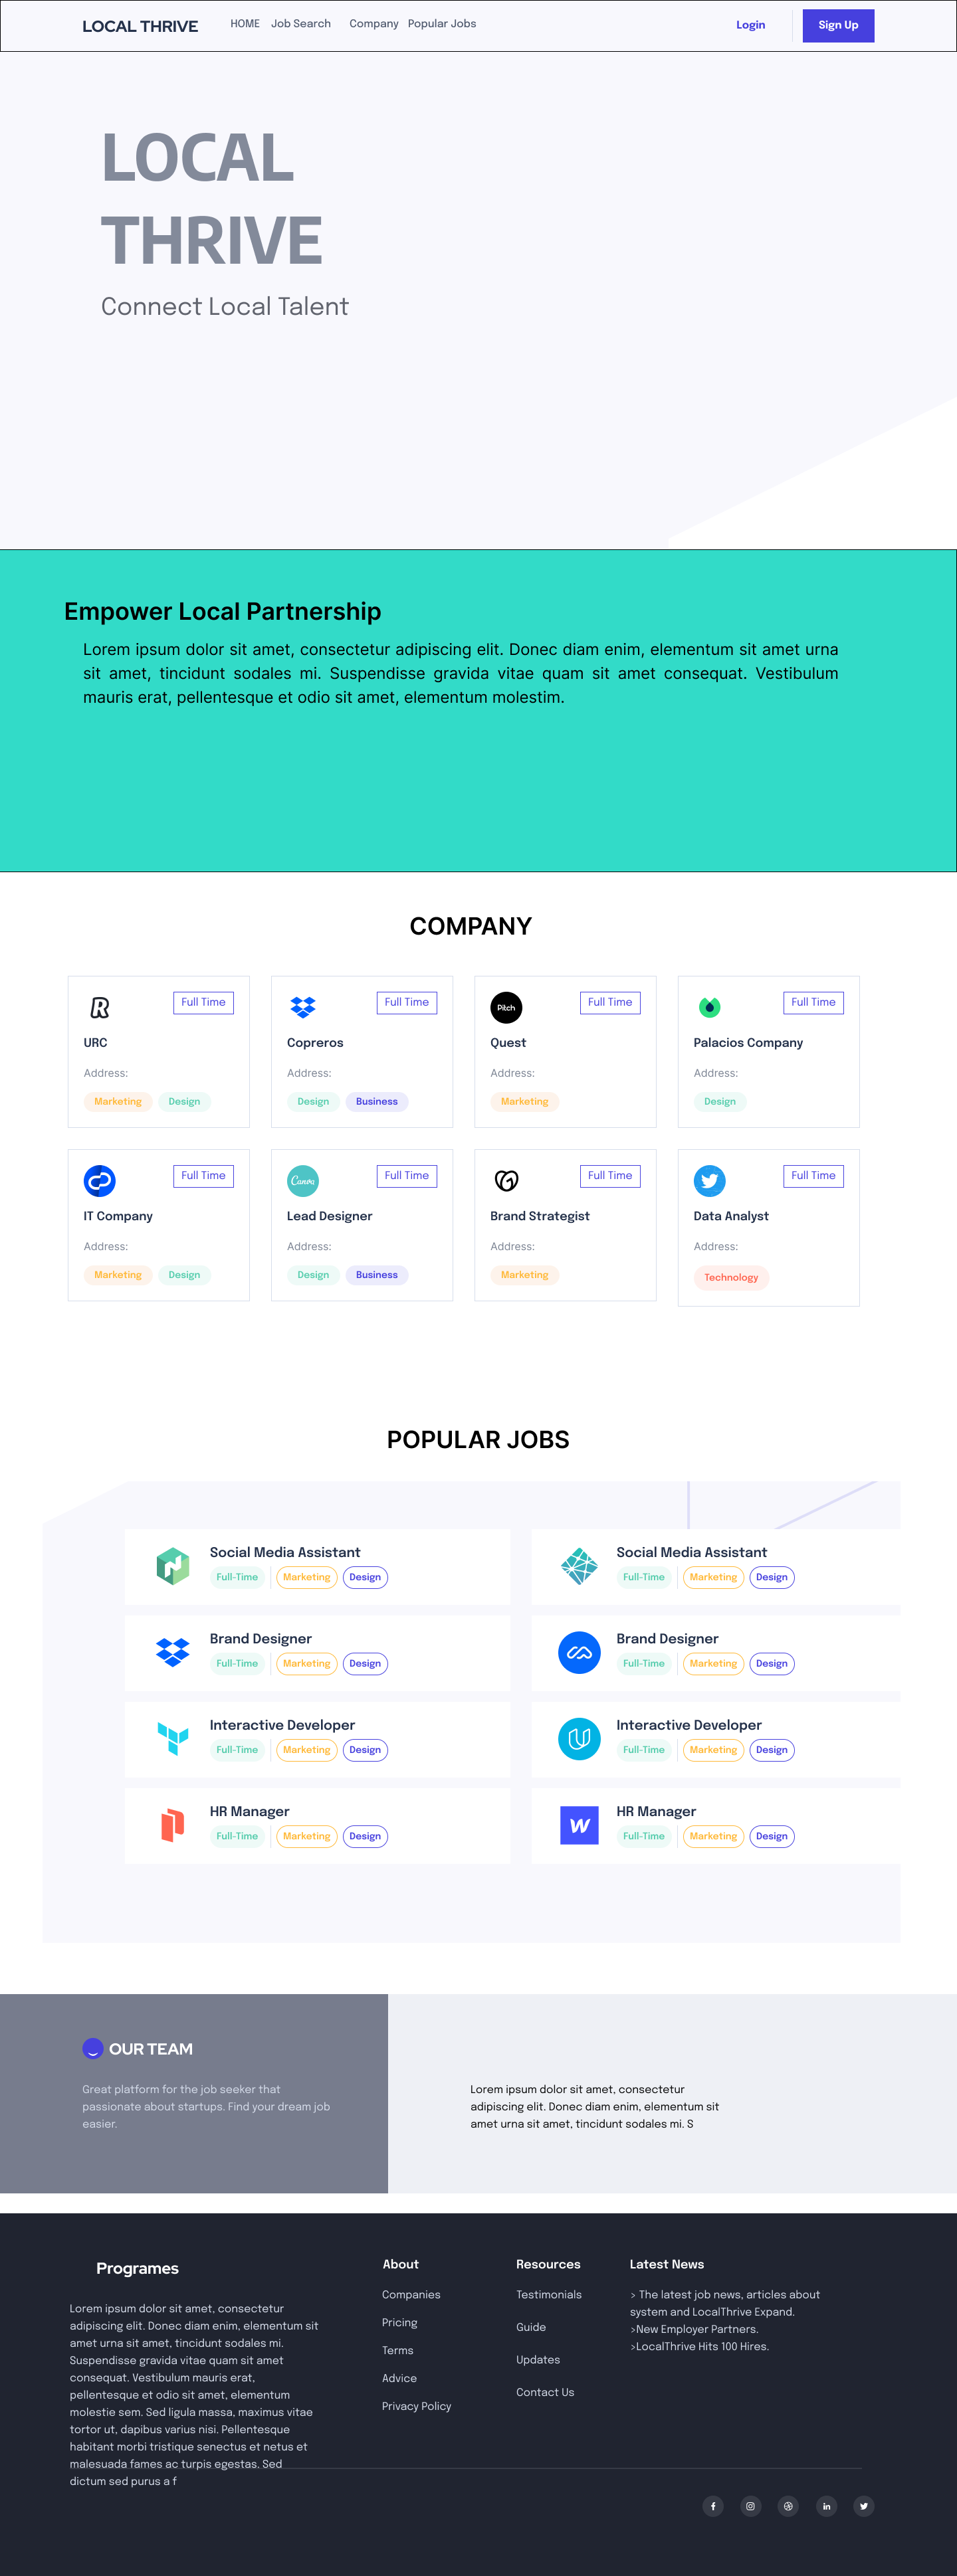 LOCAL THRIVE HOME Job Search Company Popular Jobs Login Sign Up
LOCAL
THRIVE
Connect Local Talent
Empower Local Partnership
Lorem ipsum dolor sit amet, consectetur adipiscing elit. Donec diam enim, elementum sit amet urna
sit amet, tincidunt sodales mi. Suspendisse gravida vitae quam sit amet consequat. Vestibulum
mauris erat, pellentesque et odio sit amet, elementum molestim.
COMPANY
R Full Time
URC
Address:
Marketing Design
Full Time
Copreros
Address:
Design Business
Pitch Full Time
Quest
Address:
Marketing
Full Time
Palacios Company
Address:
Design
Full Time
IT Company
Address:
Marketing Design
Canva Full Time
Lead Designer
Address:
Design Business
Full Time
Brand Strategist
Address:
Marketing
Full Time
Data Analyst
Address:
Technology
POPULAR JOBS
Social Media Assistant
Full-Time Marketing Design
Social Media Assistant
Full-Time Marketing Design
Brand Designer
Full-Time Marketing Design
Brand Designer
Full-Time Marketing Design
Interactive Developer
Full-Time Marketing Design
Interactive Developer
Full-Time Marketing Design
HR Manager
Full-Time Marketing Design
W
HR Manager
Full-Time Marketing Design
OUR TEAM
Great platform for the job seeker that
passionate about startups. Find your dream job
easier.
Lorem ipsum dolor sit amet, consectetur
adipiscing elit. Donec diam enim, elementum sit
amet urna sit amet, tincidunt sodales mi. S
Programes
Lorem ipsum dolor sit amet, consectetur
adipiscing elit. Donec diam enim, elementum sit
amet urna sit amet, tincidunt sodales mi.
Suspendisse gravida vitae quam sit amet
consequat. Vestibulum mauris erat,
pellentesque et odio sit amet, elementum
molestie sem. Sed ligula massa, maximus vitae
tortor ut, dapibus varius nisi. Pellentesque
habitant morbi tristique senectus et netus et
malesuada fames ac turpis egestas. Sed
dictum sed purus a f
About
Companies
Pricing
Terms
Advice
Privacy Policy
Resources
Testimonials
Guide
Updates
Contact Us
Latest News
> The latest job news, articles about
system and LocalThrive Expand.
>New Employer Partners.
>LocalThrive Hits 100 Hires.
f in